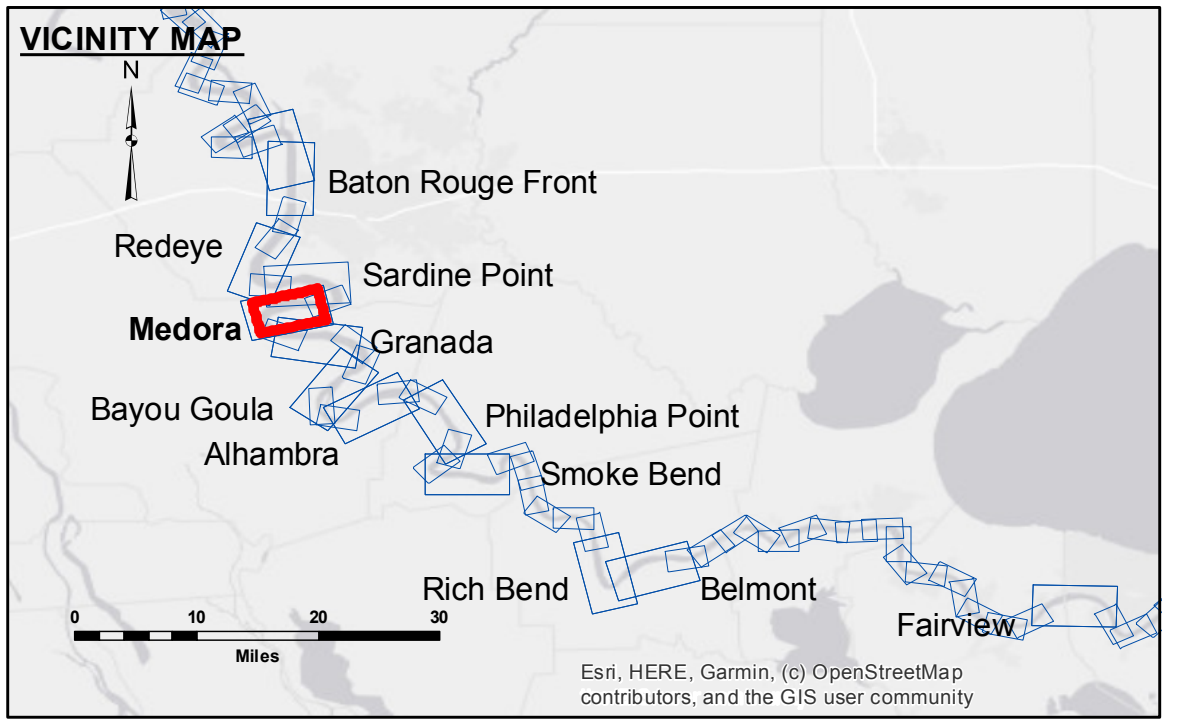 VICINITY MAP
N
Baton Rouge Front
Redeye
Sardine Point
Medora
Granada
Bayou Goula
Philadelphia Point
Alhambra
Smoke Bend
Rich Bend
Belmont
Fairview
0 10 20 30
Miles
Esri, HERE, Garmin, (c) OpenStreetMap
contributors, and the GIS user community